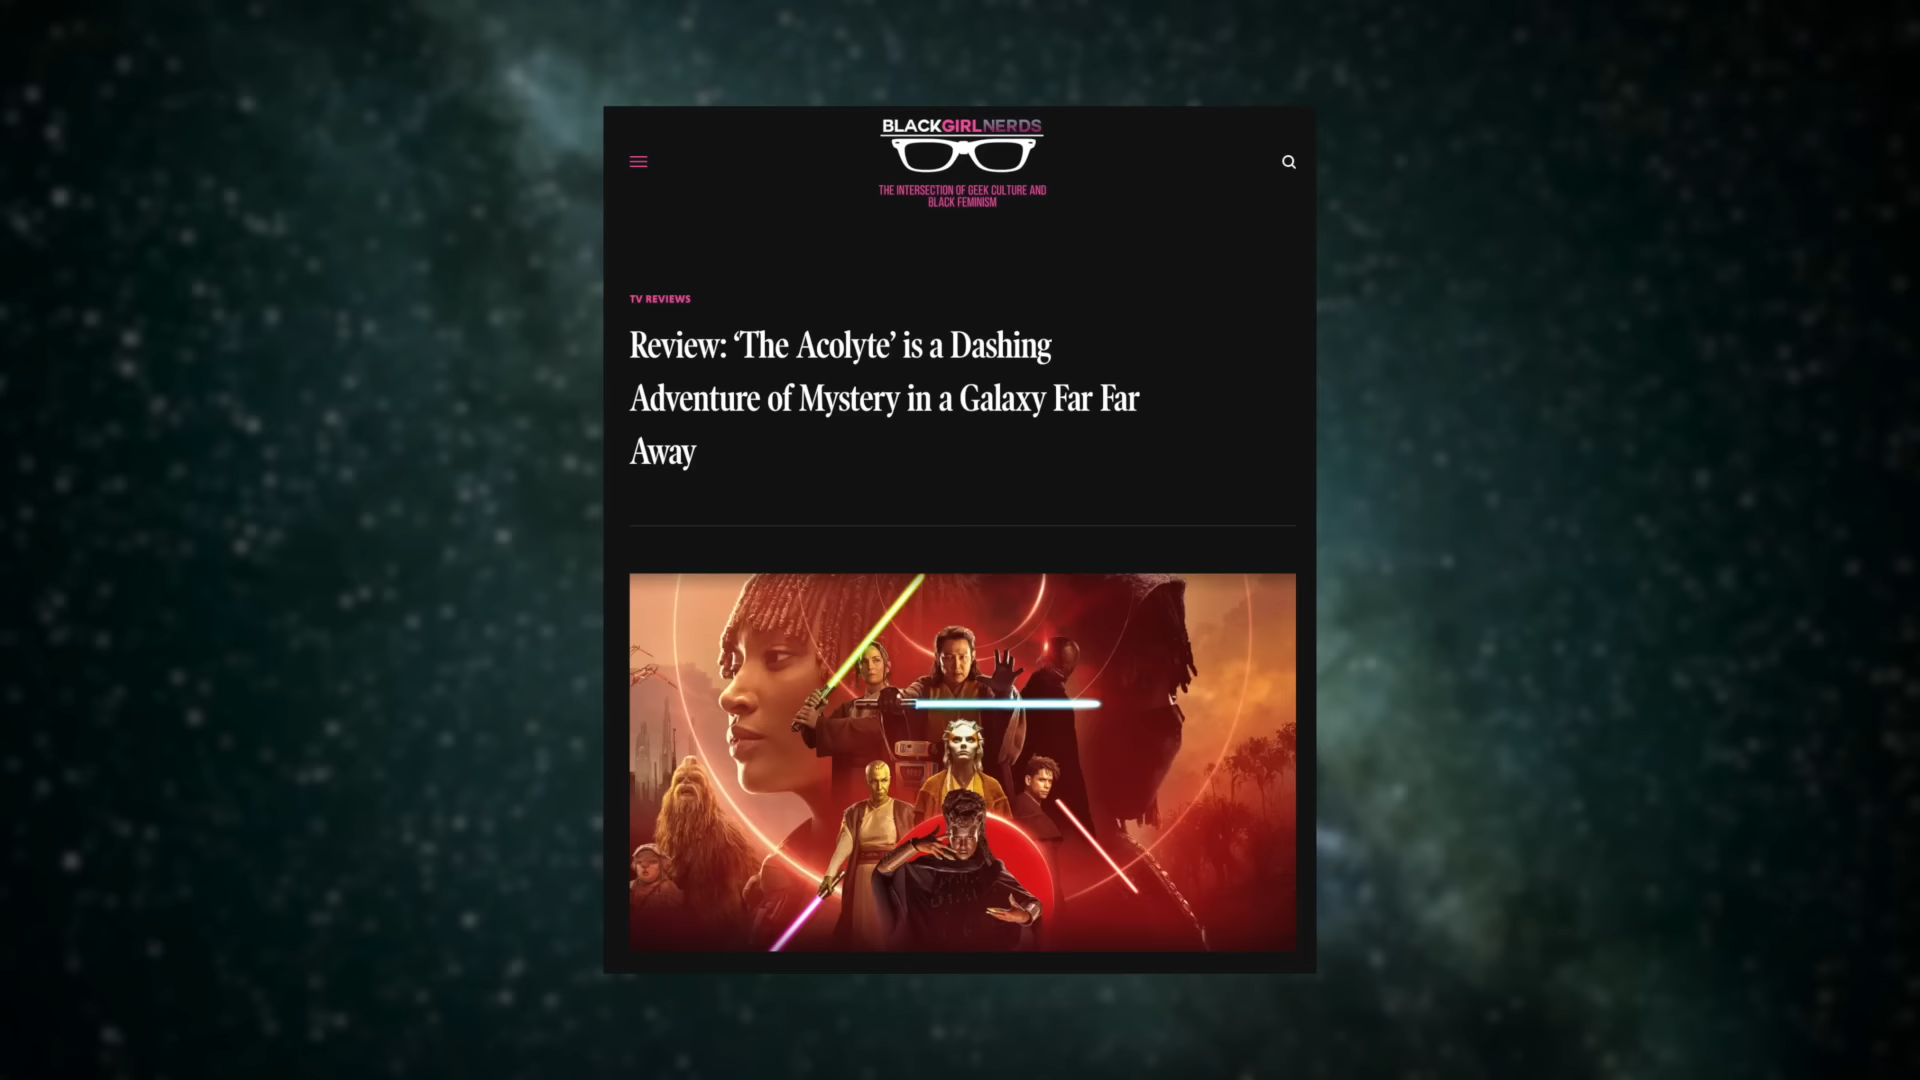 BLACKGIRLNERDS
THE INTERSECTION OF GEEK CULTURE AND
BLACK FEMINISM
TV REVIEWS
Review: ‘The Acolyte’ is a Dashing
Adventure of Mystery in a Galaxy Far Far
Away